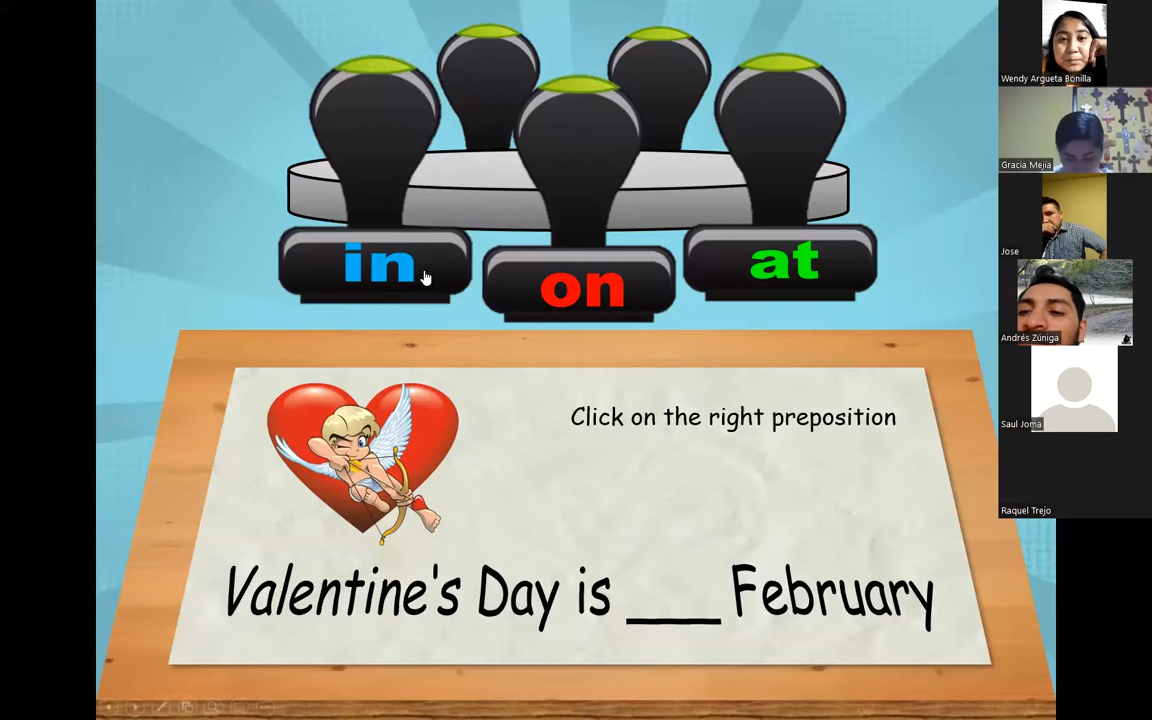 in
on
at
Click on the right preposition
Valentine's Day is ___ February
Wendy Argueta Bonilla
Gracia Mejía
Jose
Andrés Zúniga
Saul Joma
Raquel Trejo